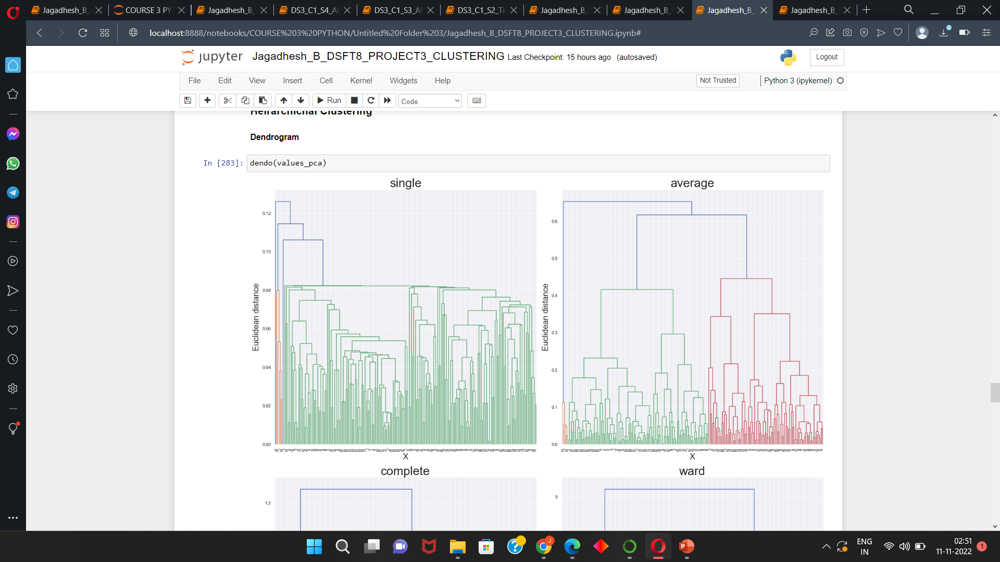 Jagadhesh_B_
COURSE 3 PY
Jagadhesh_B_
DS3_C1_S4_A
DS3_C1_S3_A
DS3_C1_S2_Ti
Jagadhesh_B_
Jagadhesh_B_
Jagadhesh_B_
Jagadhesh_B_
localhost:8888/notebooks/COURSE%203%20PYTHON/Untitled%20Folder%203/Jagadhesh_B_DSFT8_PROJECT3_CLUSTERING.ipynb#
jupyter Jagadhesh_B_DSFT8_PROJECT3_CLUSTERING Last Checkpoint: 15 hours ago (autosaved)
Logout
File Edit View Insert Cell Kernel Widgets Help
Not Trusted
Python 3 (ipykernel)
Run
Code
Heirarchichal Clustering
Dendrogram
In [283]: dendo(values_pca)
single
0.12
0.10
0.08
0.06
0.04
0.02
0.00
Euclidean distance
X
average
0.6
0.5
0.4
0.3
0.2
0.1
0.0
Euclidean distance
X
complete
1.2
ward
5
ENG
IN
02:51
11-11-2022
1